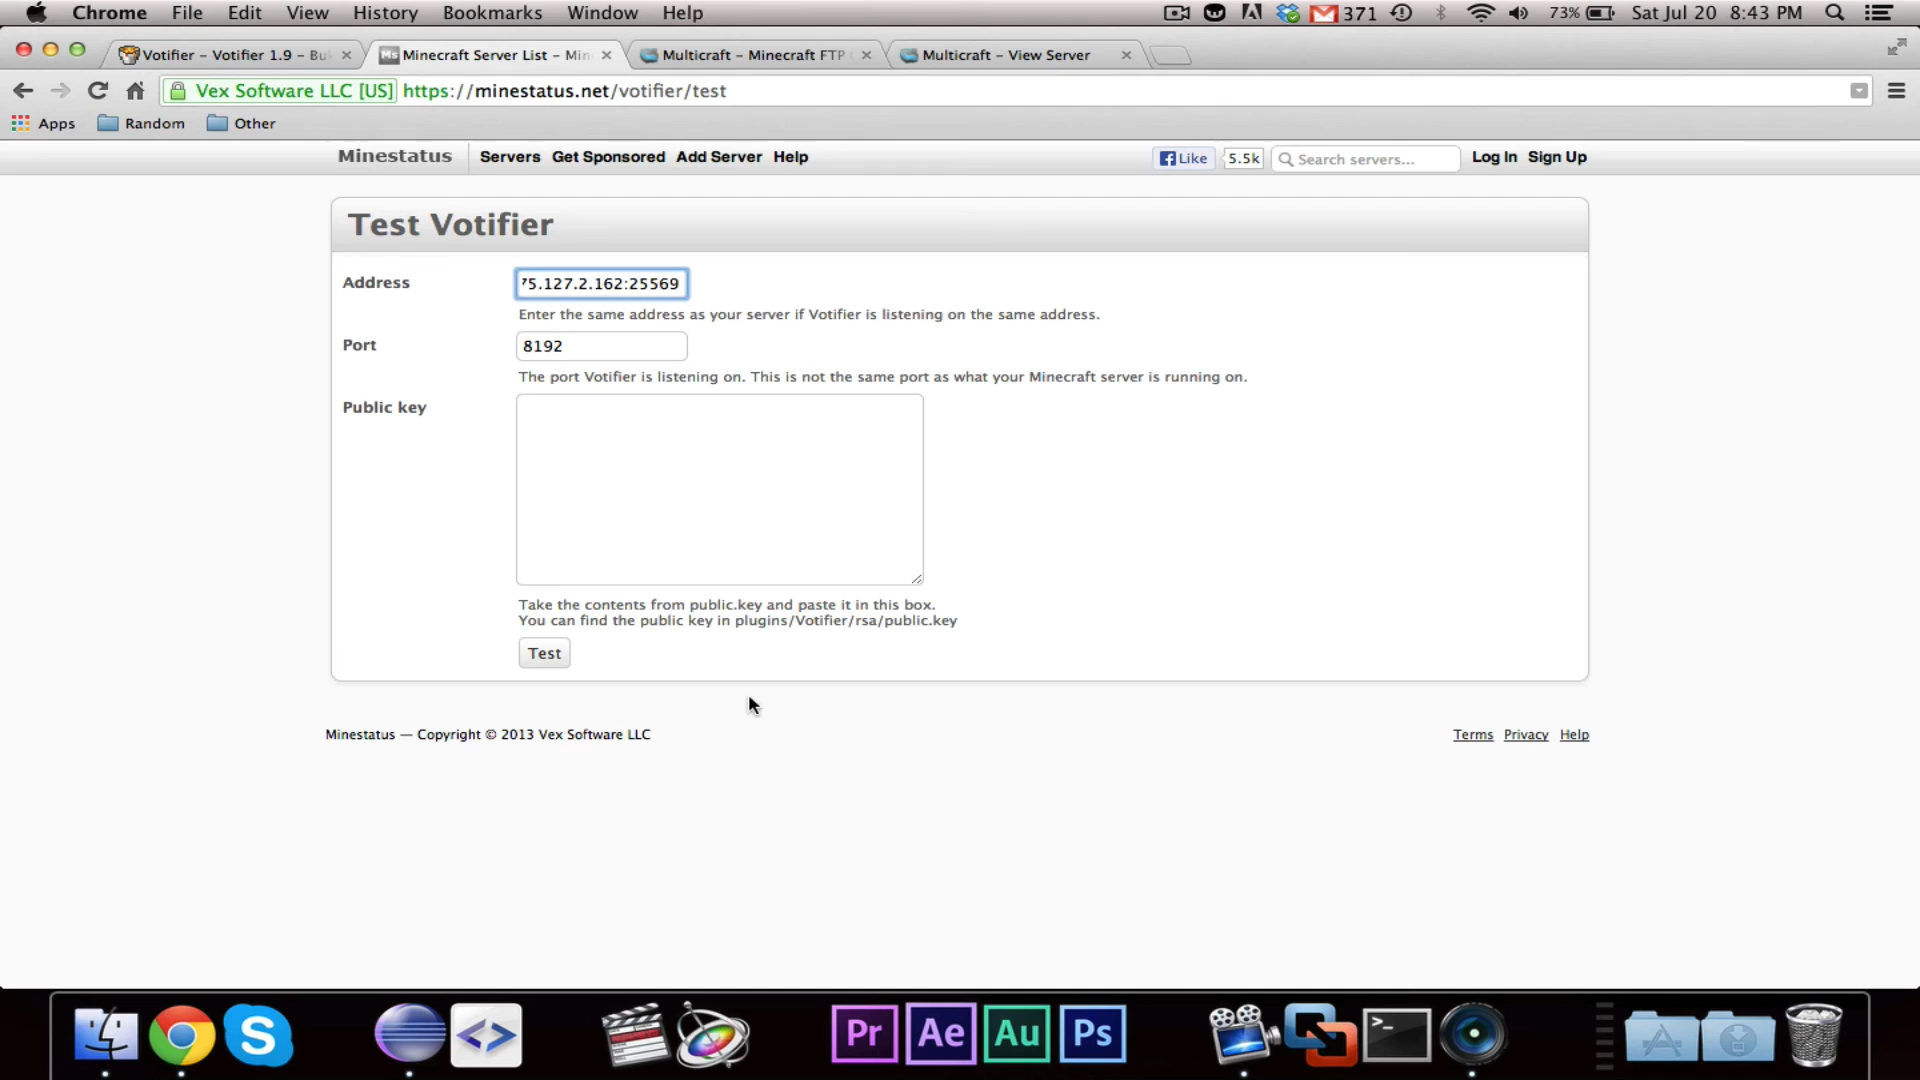 Chrome File Edit View History Bookmarks Window Help 371 73% Sat Jul 20 8:43 PM
Votifier – Votifier 1.9 – Bu Minecraft Server List – Min Multicraft – Minecraft FTP Multicraft – View Server
Vex Software LLC [US] https://minestatus.net/votifier/test
Apps Random Other
Minestatus Servers Get Sponsored Add Server Help Like 5.5k Search servers... Log In Sign Up
Test Votifier
Address 75.127.2.162:25569
Enter the same address as your server if Votifier is listening on the same address.
Port 8192
The port Votifier is listening on. This is not the same port as what your Minecraft server is running on.
Public key
Take the contents from public.key and paste it in this box.
You can find the public key in plugins/Votifier/rsa/public.key
Test
Minestatus — Copyright © 2013 Vex Software LLC Terms Privacy Help
Pr Ae Au Ps